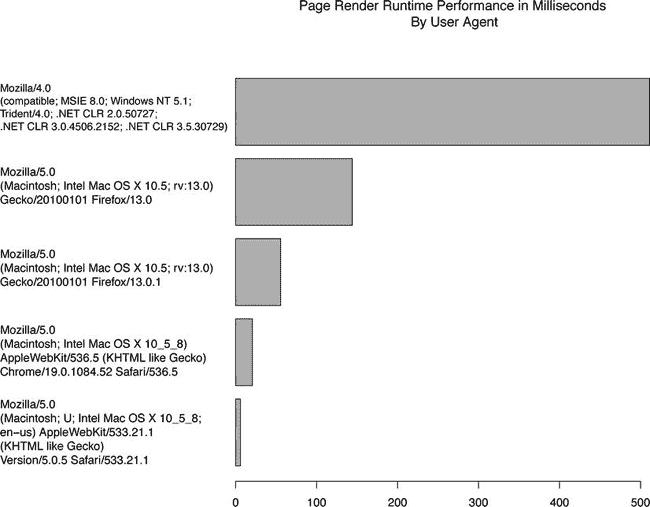 Page Render Runtime Performance in Milliseconds
By User Agent
Mozilla/4.0
(compatible; MSIE 8.0; Windows NT 5.1;
Trident/4.0; .NET CLR 2.0.50727;
.NET CLR 3.0.4506.2152; .NET CLR 3.5.30729)
Mozilla/5.0
(Macintosh; Intel Mac OS X 10.5; rv:13.0)
Gecko/20100101 Firefox/13.0
Mozilla/5.0
(Macintosh; Intel Mac OS X 10.5; rv:13.0)
Gecko/20100101 Firefox/13.0.1
Mozilla/5.0
(Macintosh; Intel Mac OS X 10_5_8)
AppleWebKit/536.5 (KHTML like Gecko)
Chrome/19.0.1084.52 Safari/536.5
Mozilla/5.0
(Macintosh; U; Intel Mac OS X 10_5_8;
en-us) AppleWebKit/533.21.1
(KHTML like Gecko)
Version/5.0.5 Safari/533.21.1
0 100 200 300 400 500